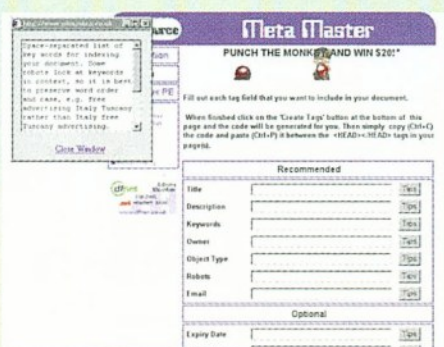 Space-separated list of
key words for indexing
your document. Some
robots look at keywords
in context, so it is best
to preserve word order
and case, e.g. free
advertising Italy Tuscany
rather than Italy free
Tuscany advertising.
Close Window
Meta Master
PUNCH THE MONKEY AND WIN $20!*
Fill out each tag field that you want to include in your document.
When finished click on the 'Create Tags' button at the bottom of this
page and the code will be generated for you. Then simply copy (Ctrl+C)
the code and paste (Ctrl+P) it between the <HEAD></HEAD> tags in your
page(s).
Recommended
Title Tips
Description Tips
Keywords Tips
Owner Tips
Object Type Tips
Robots Tips
Email Tips
Optional
Expiry Date Tips